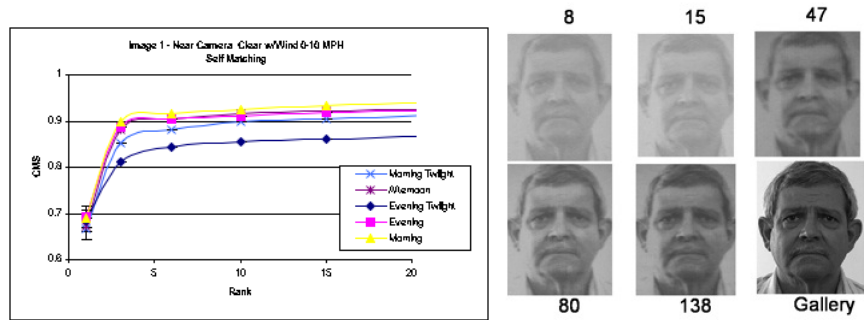 Image 1 - Near Camera Clear w/Wind 0-10 MPH
Self Matching
CMS
1
0.9
0.8
0.7
0.6
0
5
10
15
20
Rank
Morning Twilight
Afternoon
Evening Twilight
Evening
Morning
8 15 47
80 138 Gallery